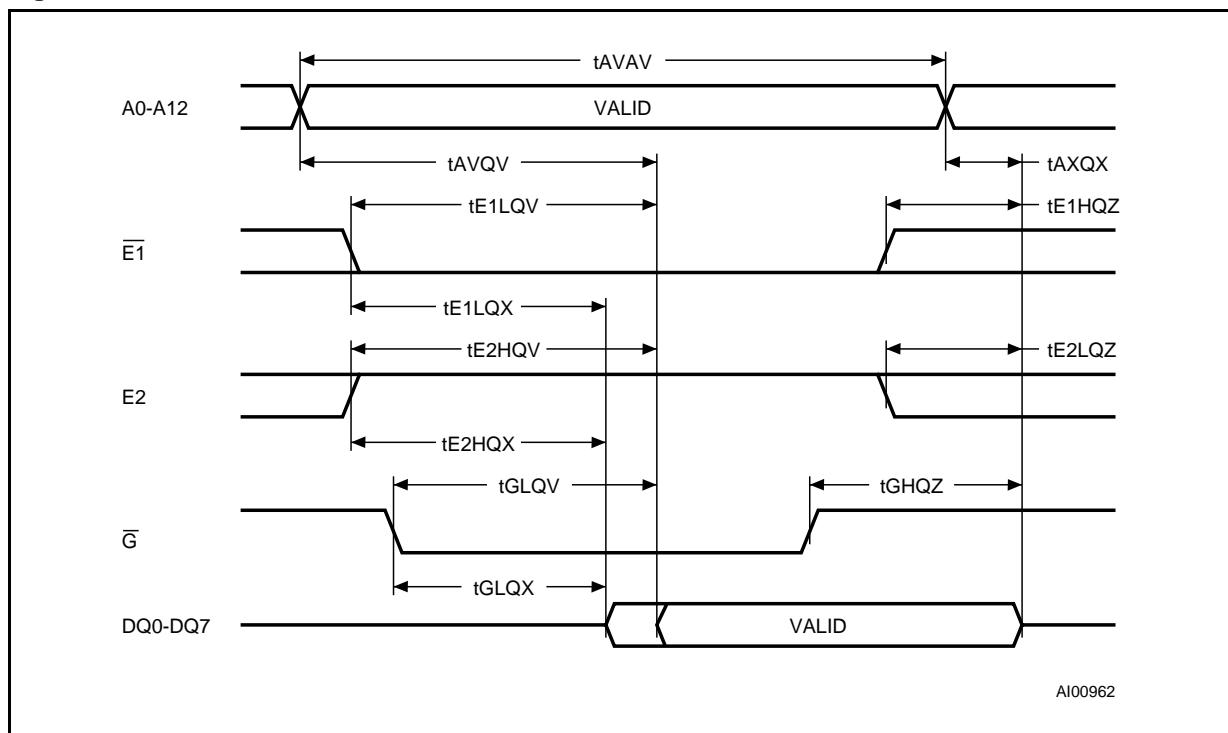 tAVAV
A0-A12
VALID
tAVQV
tAXQX
tE1LQV
tE1HQZ
E1
tE1LQX
tE2HQV
tE2LQZ
E2
tE2HQX
tGLQV
tGHQZ
G
tGLQX
DQ0-DQ7
VALID
AI00962